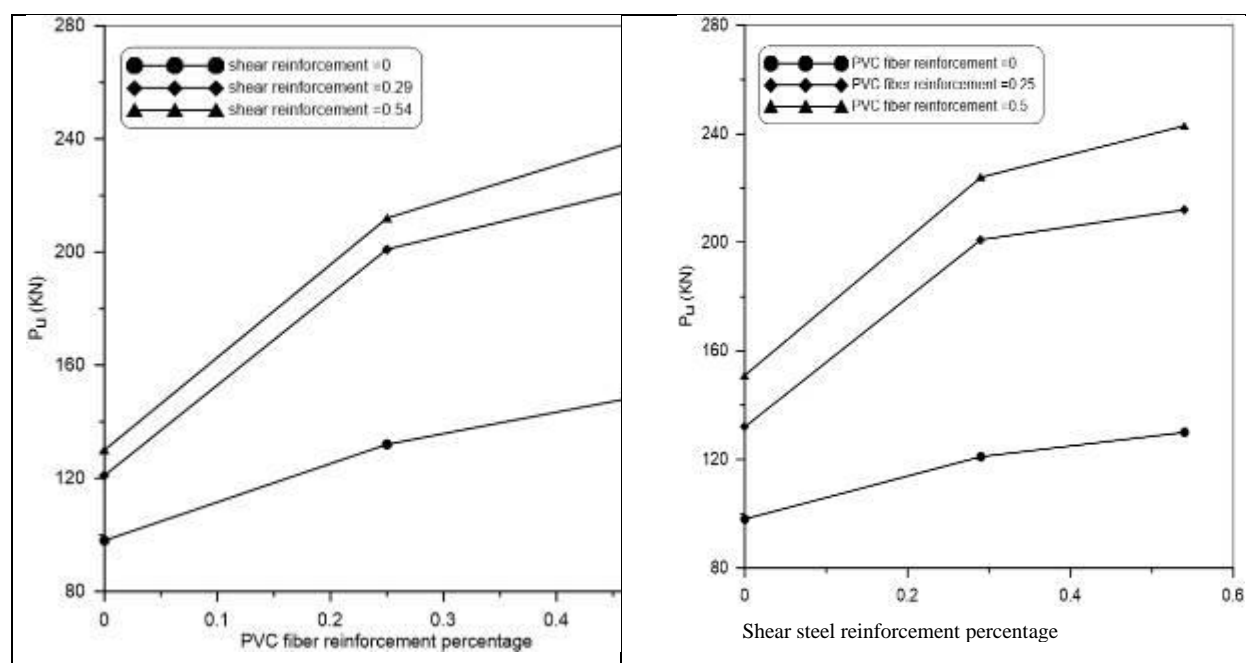 280
240
200
160
120
80
Pu (KN)
shear reinforcement =0
shear reinforcement =0.29
shear reinforcement =0.54
0
0.1
0.2
0.3
0.4
PVC fiber reinforcement percentage
280
240
200
160
120
80
Pu (KN)
PVC fiber reinforcement =0
PVC fiber reinforcement =0.25
PVC fiber reinforcement =0.5
0
0.2
0.4
0.6
Shear steel reinforcement percentage